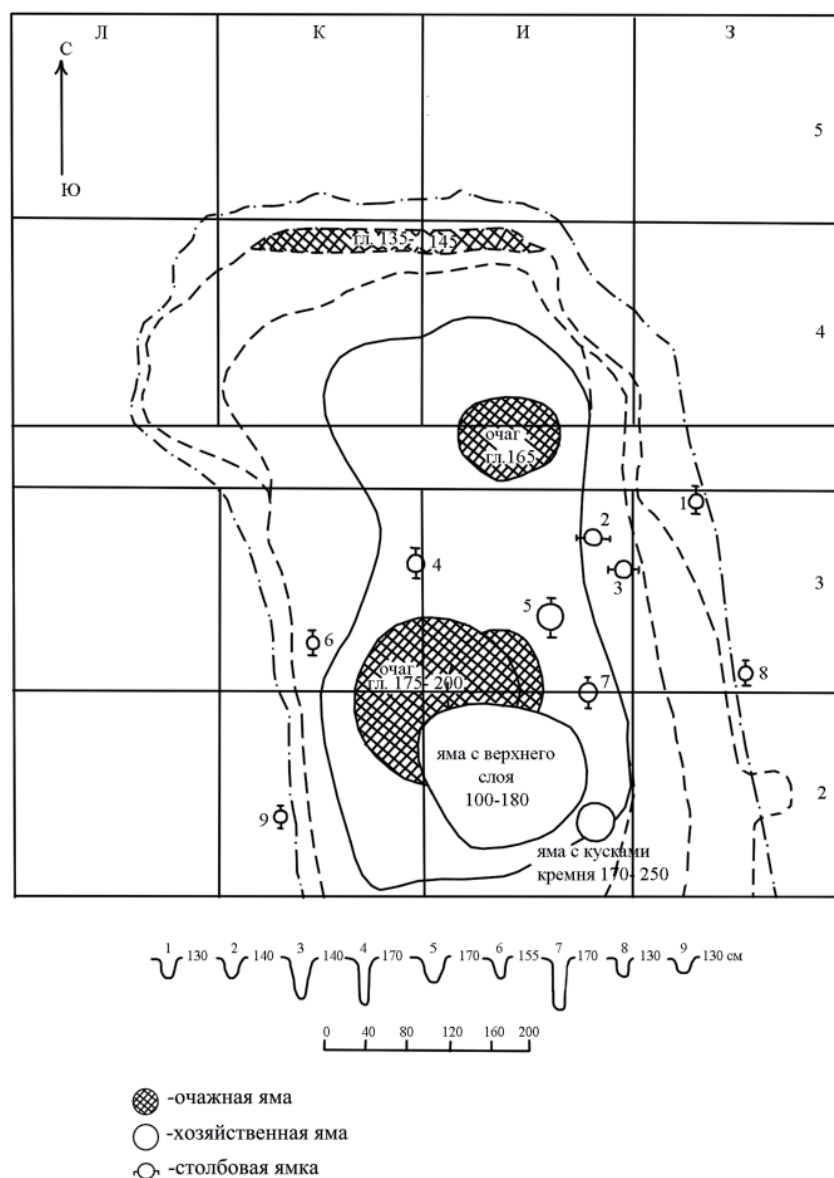 Л К И З
С
Ю
5
гл. 135- 145
4
очаг
гл.165
1
2
3
4
3
5
6
очаг
гл. 175- 200
7
8
яма с верхнего
слоя
100-180
2
9
яма с кусками
кремня 170- 250
1 130 2 140 3 140 4 170 5 170 6 155 7 170 8 130 9 130 см
0 40 80 120 160 200
-очажная яма
-хозяйственная яма
-столбовая ямка